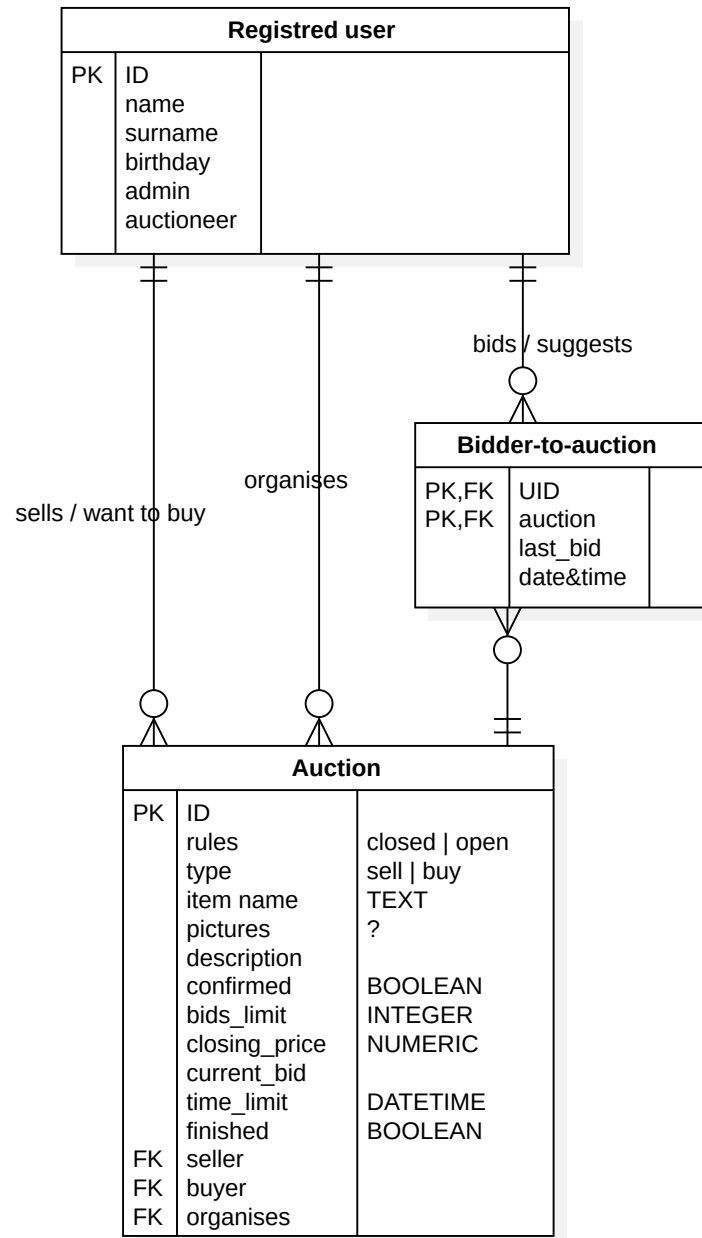 Registred user
PK ID
name
surname
birthday
admin
auctioneer
bids / suggests
Bidder-to-auction
PK,FK UID
PK,FK auction
last_bid
date&time
organises
sells / want to buy
Auction
PK ID
rules closed | open
type sell | buy
item name TEXT
pictures ?
description
confirmed BOOLEAN
bids_limit INTEGER
closing_price NUMERIC
current_bid
time_limit DATETIME
finished BOOLEAN
FK seller
FK buyer
FK organises